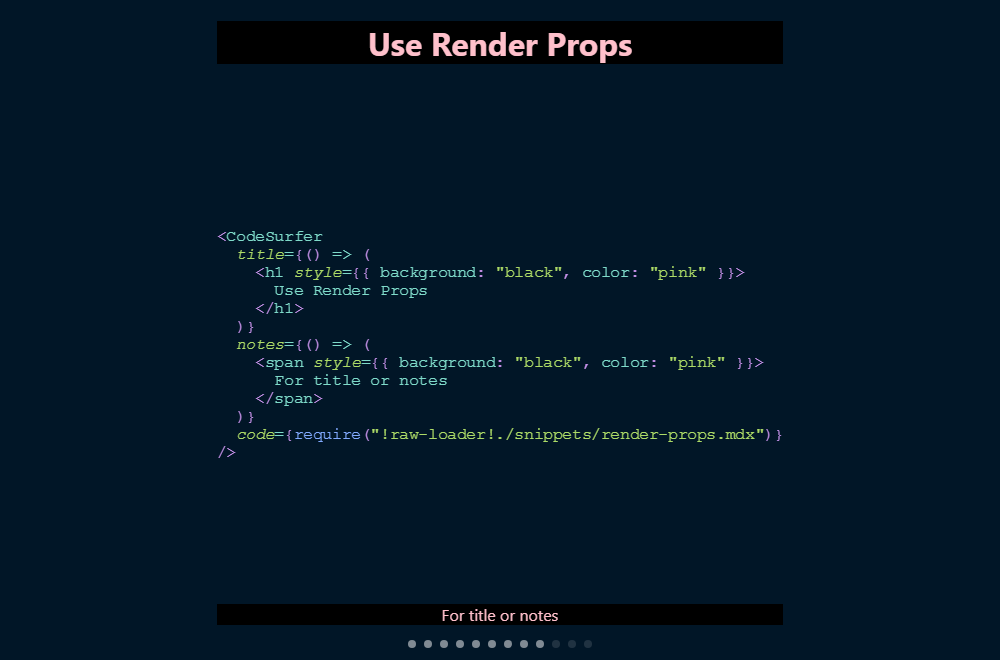 Use Render Props
<CodeSurfer
  title={() => (
    <h1 style={{ background: "black", color: "pink" }}>
      Use Render Props
    </h1>
  )}
  notes={() => (
    <span style={{ background: "black", color: "pink" }}>
      For title or notes
    </span>
  )}
  code={require("!raw-loader!./snippets/render-props.mdx")}
/>
For title or notes